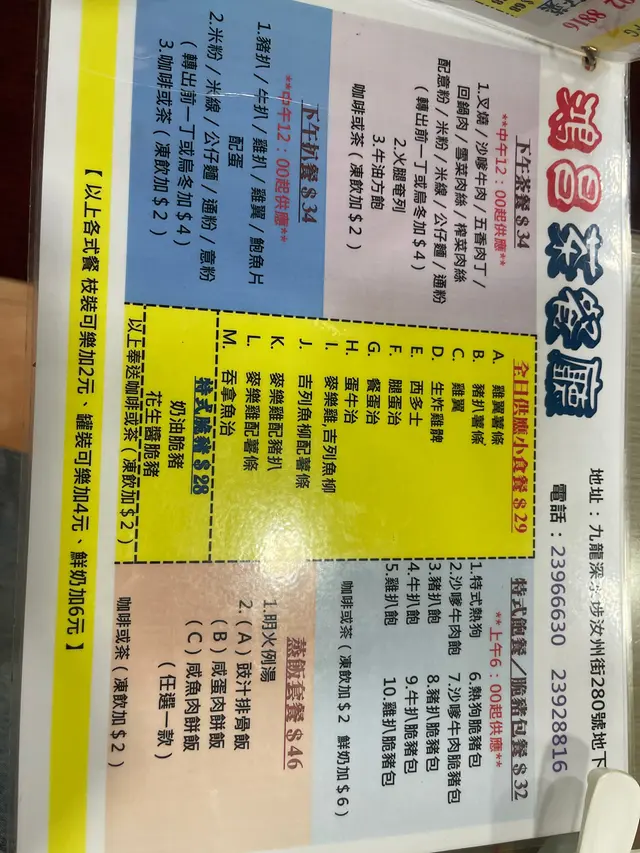 鴻昌茶餐廳
地址：九龍深水埗汝州街280號地下
電話：23966630 23928816
下午茶餐 $34
**中午12：00起供應**
1.叉燒/沙嗲牛肉/五香肉丁/
回鍋肉/雪菜肉絲/榨菜肉絲
配意粉/米粉/米線/公仔麵/通粉
(轉出前一丁或烏冬加$4)
2.火腿奄列
3.牛油方飽
咖啡或茶(凍飲加$2)
下午扒餐 $34
**中午12：00起供應**
1.豬扒/牛扒/雞扒/雞翼/鮑魚片
配蛋
2.米粉/米線/公仔麵/通粉/意粉
(轉出前一丁或烏冬加$4)
3.咖啡或茶(凍飲加$2)
全日供應小食餐 $29
A. 雞翼薯條
B. 豬扒薯條
C. 雞翼
D. 生炸雞髀
E. 西多士
F. 腿蛋治
G. 餐蛋治
H. 蛋牛治
I. 麥樂雞,吉列魚柳
J. 吉列魚柳配薯條
K. 麥樂雞配豬扒
L. 麥樂雞配薯條
M. 吞拿魚治
特式脆豬 $28
奶油脆豬
花生醬脆豬
以上奉送咖啡或茶(凍飲加$2)
特式飽餐/脆豬包餐 $32
**上午6：00起供應**
1.特式熱狗 6.熱狗脆豬包
2.沙嗲牛肉飽 7.沙嗲牛肉脆豬包
3.豬扒飽 8.豬扒脆豬包
4.牛扒飽 9.牛扒脆豬包
5.雞扒飽 10.雞扒脆豬包
咖啡或茶(凍飲加$2 鮮奶加$6)
蒸飯套餐 $46
1.明火例湯
2.(A)豉汁排骨飯
(B)咸蛋肉餅飯
(C)咸魚肉餅飯
(任選一款)
咖啡或茶(凍飲加$2)
【以上各式餐 枝裝可樂加2元、罐裝可樂加4元、鮮奶加6元】